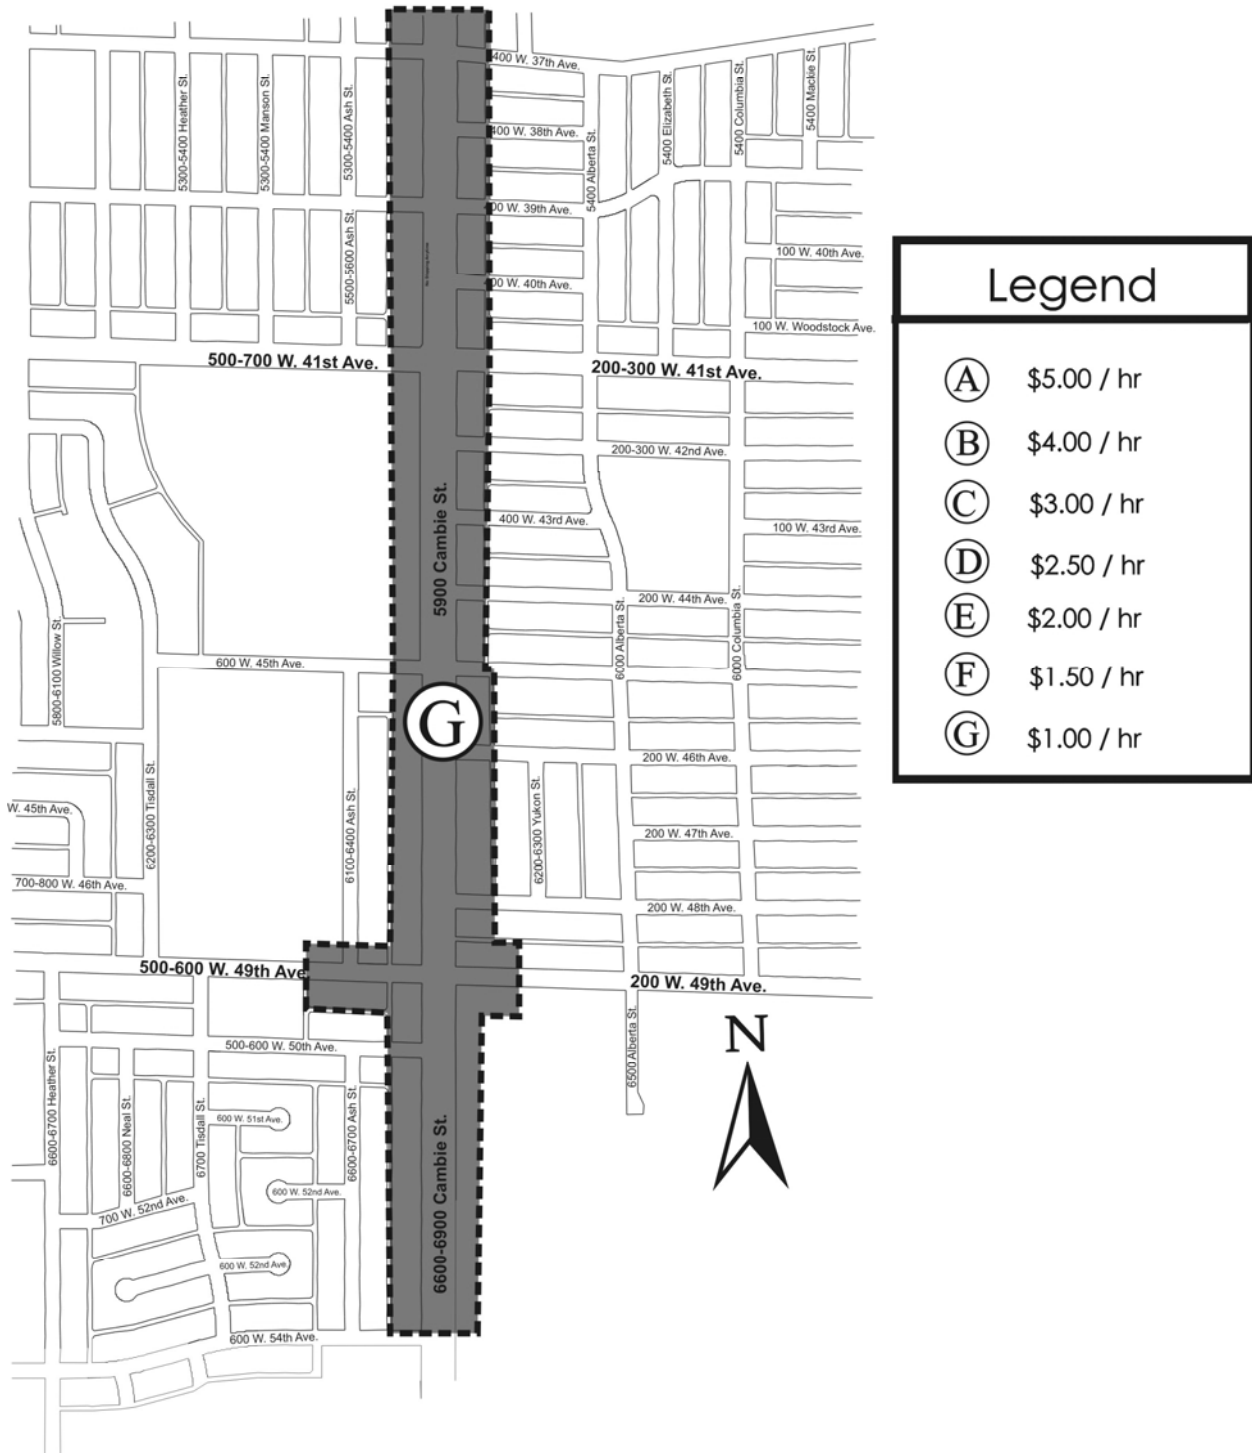 400 W. 37th Ave.
5300-5400 Heather St.
5300-5400 Manson St.
5300-5400 Ash St.
400 W. 38th Ave.
5400 Alberta St.
5400 Elizabeth St.
5400 Columbia St.
5400 Mackie St.
400 W. 39th Ave.
5500-5600 Ash St.
100 W. 40th Ave.
400 W. 40th Ave.
100 W. Woodstock Ave.
500-700 W. 41st Ave.
200-300 W. 41st Ave.
200-300 W. 42nd Ave.
5900 Cambie St.
400 W. 43rd Ave.
100 W. 43rd Ave.
200 W. 44th Ave.
6000 Alberta St.
6000 Columbia St.
5800-6100 Willow St.
600 W. 45th Ave.
G
200 W. 46th Ave.
W. 45th Ave.
6200-6300 Tisdall St.
6100-6400 Ash St.
6200-6300 Yukon St.
200 W. 47th Ave.
700-800 W. 46th Ave.
200 W. 48th Ave.
500-600 W. 49th Ave
200 W. 49th Ave.
500-600 W. 50th Ave.
6500 Alberta St.
6600-6700 Heather St.
6600-6800 Neal St.
6700 Tisdall St.
600 W. 51st Ave.
6600-6700 Ash St.
6600-6900 Cambie St.
600 W. 52nd Ave.
700 W. 52nd Ave.
600 W. 52nd Ave.
600 W. 54th Ave.
N
Legend
A $5.00 / hr
B $4.00 / hr
C $3.00 / hr
D $2.50 / hr
E $2.00 / hr
F $1.50 / hr
G $1.00 / hr